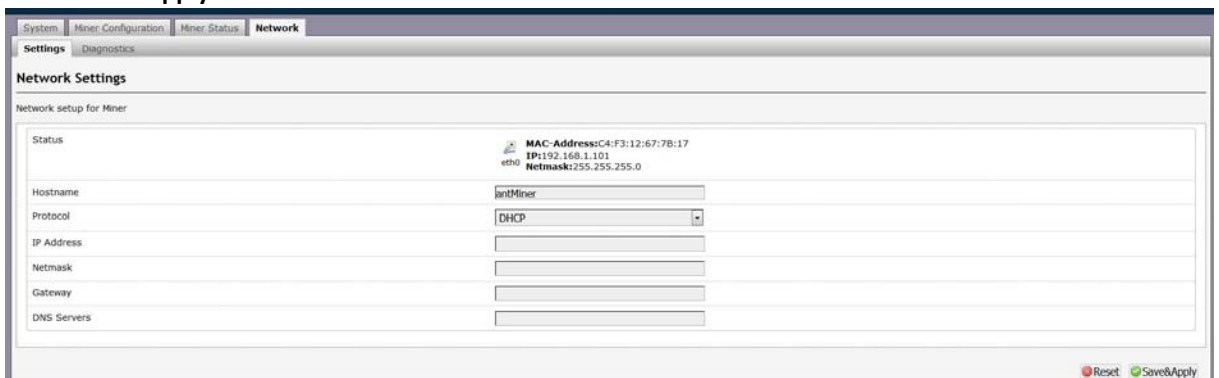 System Miner Configuration Miner Status Network
Settings Diagnostics
Network Settings
Network setup for Miner
Status
MAC-Address:C4:F3:12:67:7B:17
IP:192.168.1.101
eth0
Netmask:255.255.255.0
Hostname antMiner
Protocol DHCP
IP Address
Netmask
Gateway
DNS Servers
Reset Save&Apply